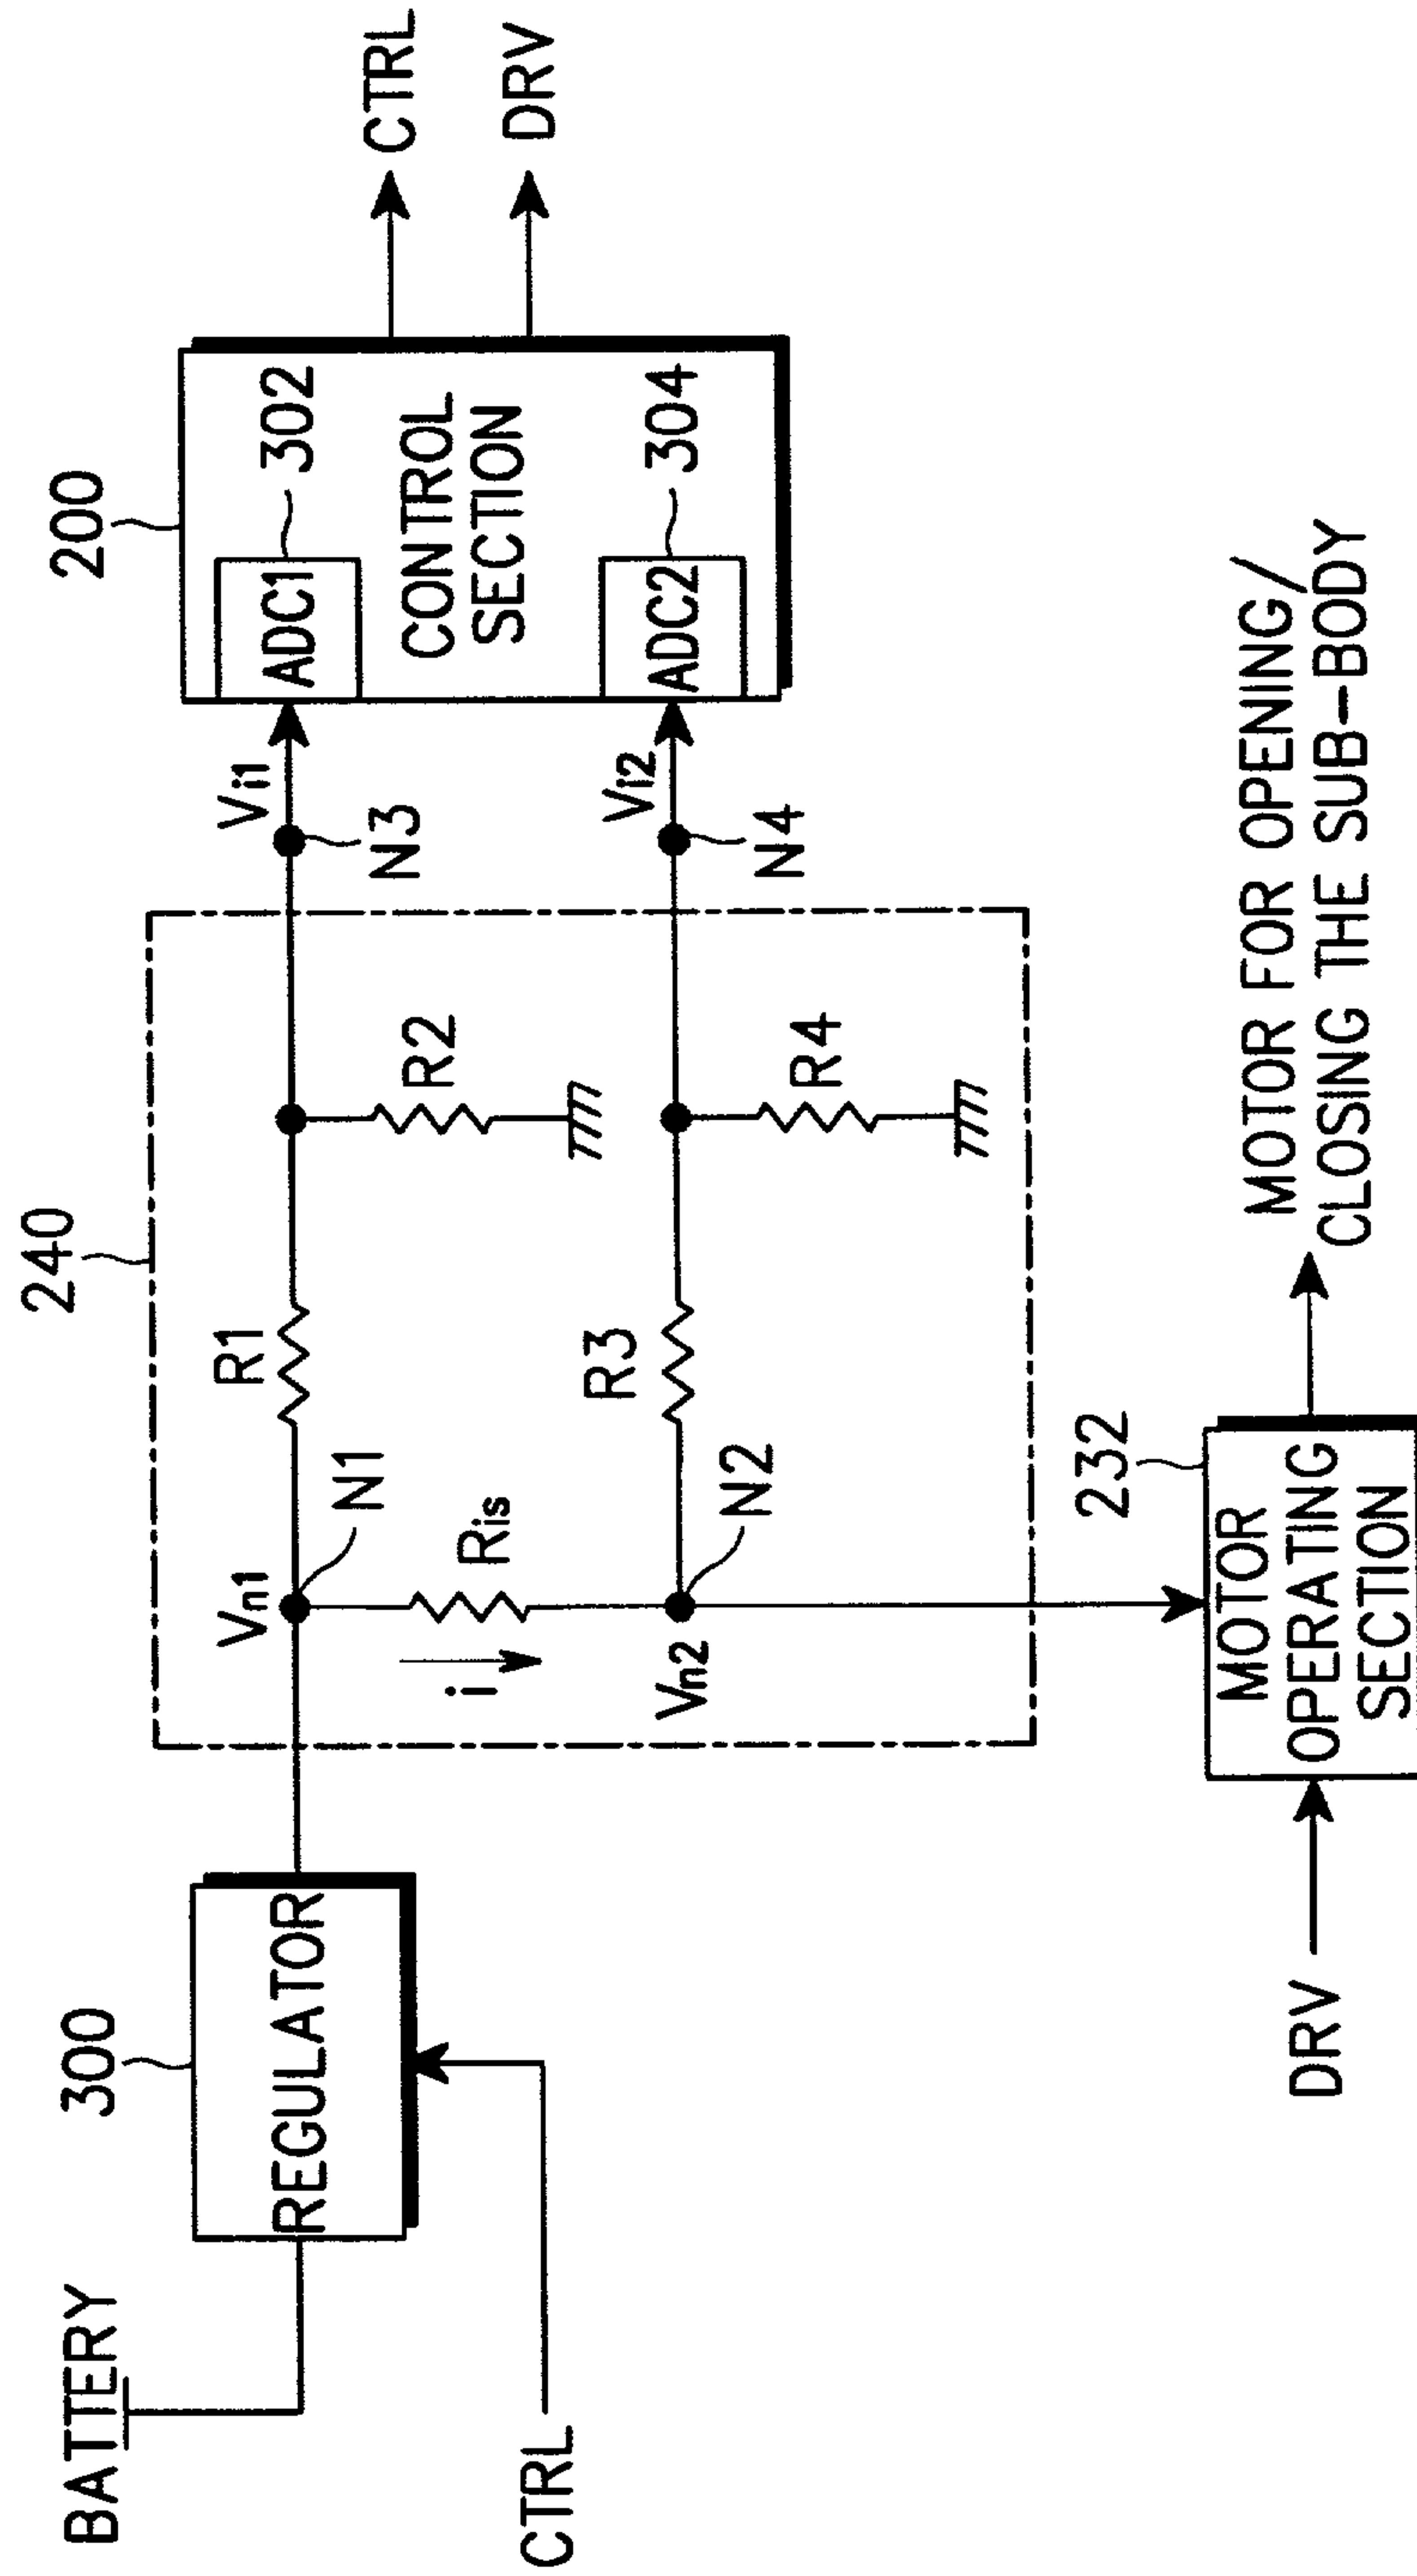 240
200
300
BATTERY
REGULATOR
CTRL
Vn1
N1
R1
R2
Ris
i
Vn2
N2
R3
R4
Vi1
N3
Vi2
N4
ADC1
302
CONTROL
SECTION
ADC2
304
CTRL
DRV
232
DRV
MOTOR
OPERATING
SECTION
MOTOR FOR OPENING/
CLOSING THE SUB-BODY